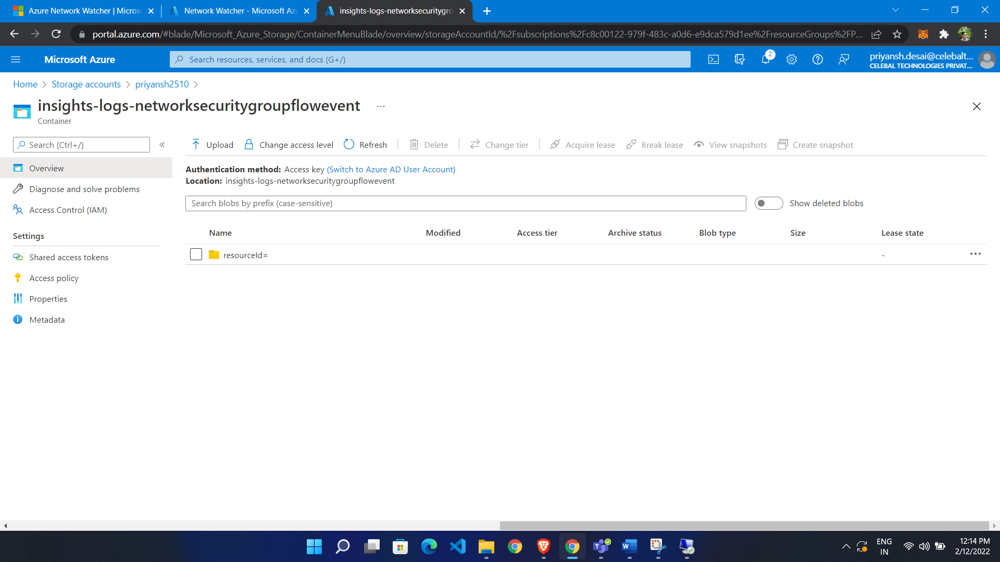 Azure Network Watcher | Micros
Network Watcher - Microsoft Az
insights-logs-networksecuritygro
portal.azure.com/#blade/Microsoft_Azure_Storage/ContainerMenuBlade/overview/storageAccountId/%2Fsubscriptions%2Fc8c00122-979f-483c-a0d6-e9dca579d1ee%2FresourceGroups%2FP...
Microsoft Azure
Search resources, services, and docs (G+/)
2
priyansh.desai@celebalt...
CELEBAL TECHNOLOGIES PRIVAT...
Home > Storage accounts > priyansh2510 >
insights-logs-networksecuritygroupflowevent ...
Container
Search (Ctrl+/)
«
Upload Change access level Refresh Delete Change tier Acquire lease Break lease View snapshots Create snapshot
Overview
Diagnose and solve problems
Access Control (IAM)
Settings
Shared access tokens
Access policy
Properties
Metadata
Authentication method: Access key (Switch to Azure AD User Account)
Location: insights-logs-networksecuritygroupflowevent
Search blobs by prefix (case-sensitive)
Show deleted blobs
Name Modified Access tier Archive status Blob type Size Lease state
resourceId= - ...
ENG
IN
12:14 PM
2/12/2022